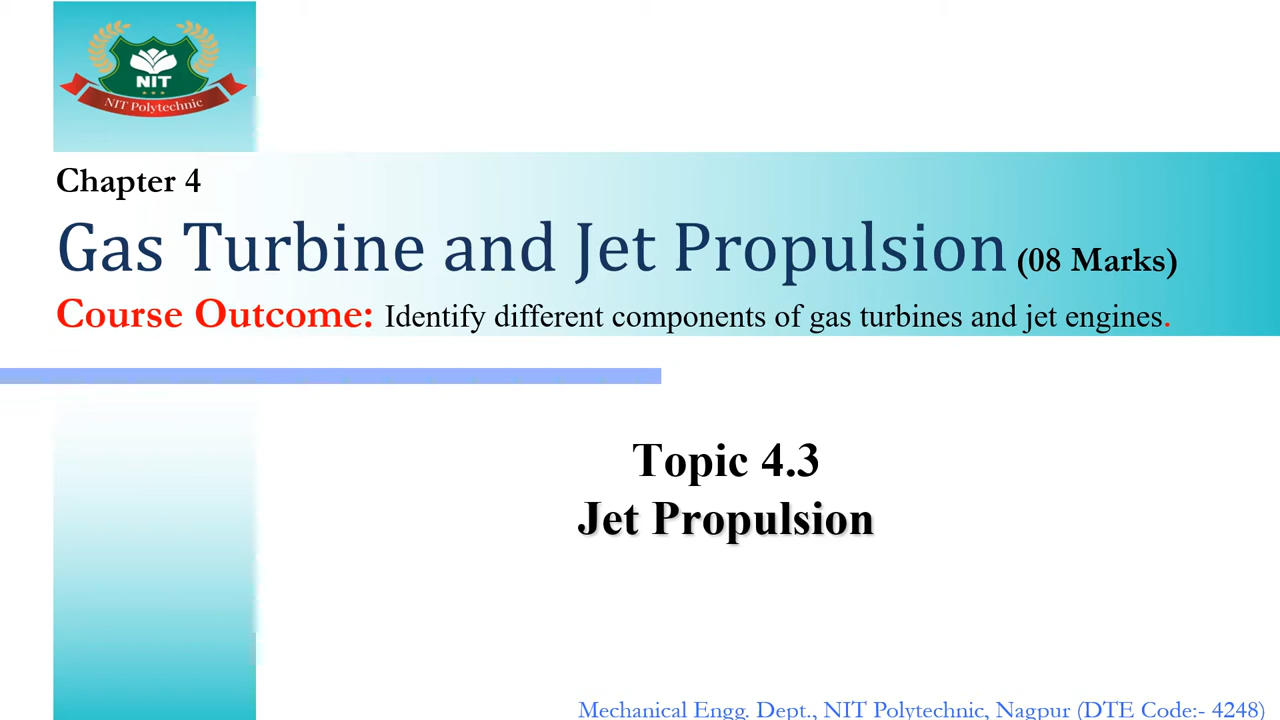 NIT
NIT Polytechnic
Chapter 4
Gas Turbine and Jet Propulsion (08 Marks)
Course Outcome: Identify different components of gas turbines and jet engines.
Topic 4.3
Jet Propulsion
Mechanical Engg. Dept., NIT Polytechnic, Nagpur (DTE Code:- 4248)